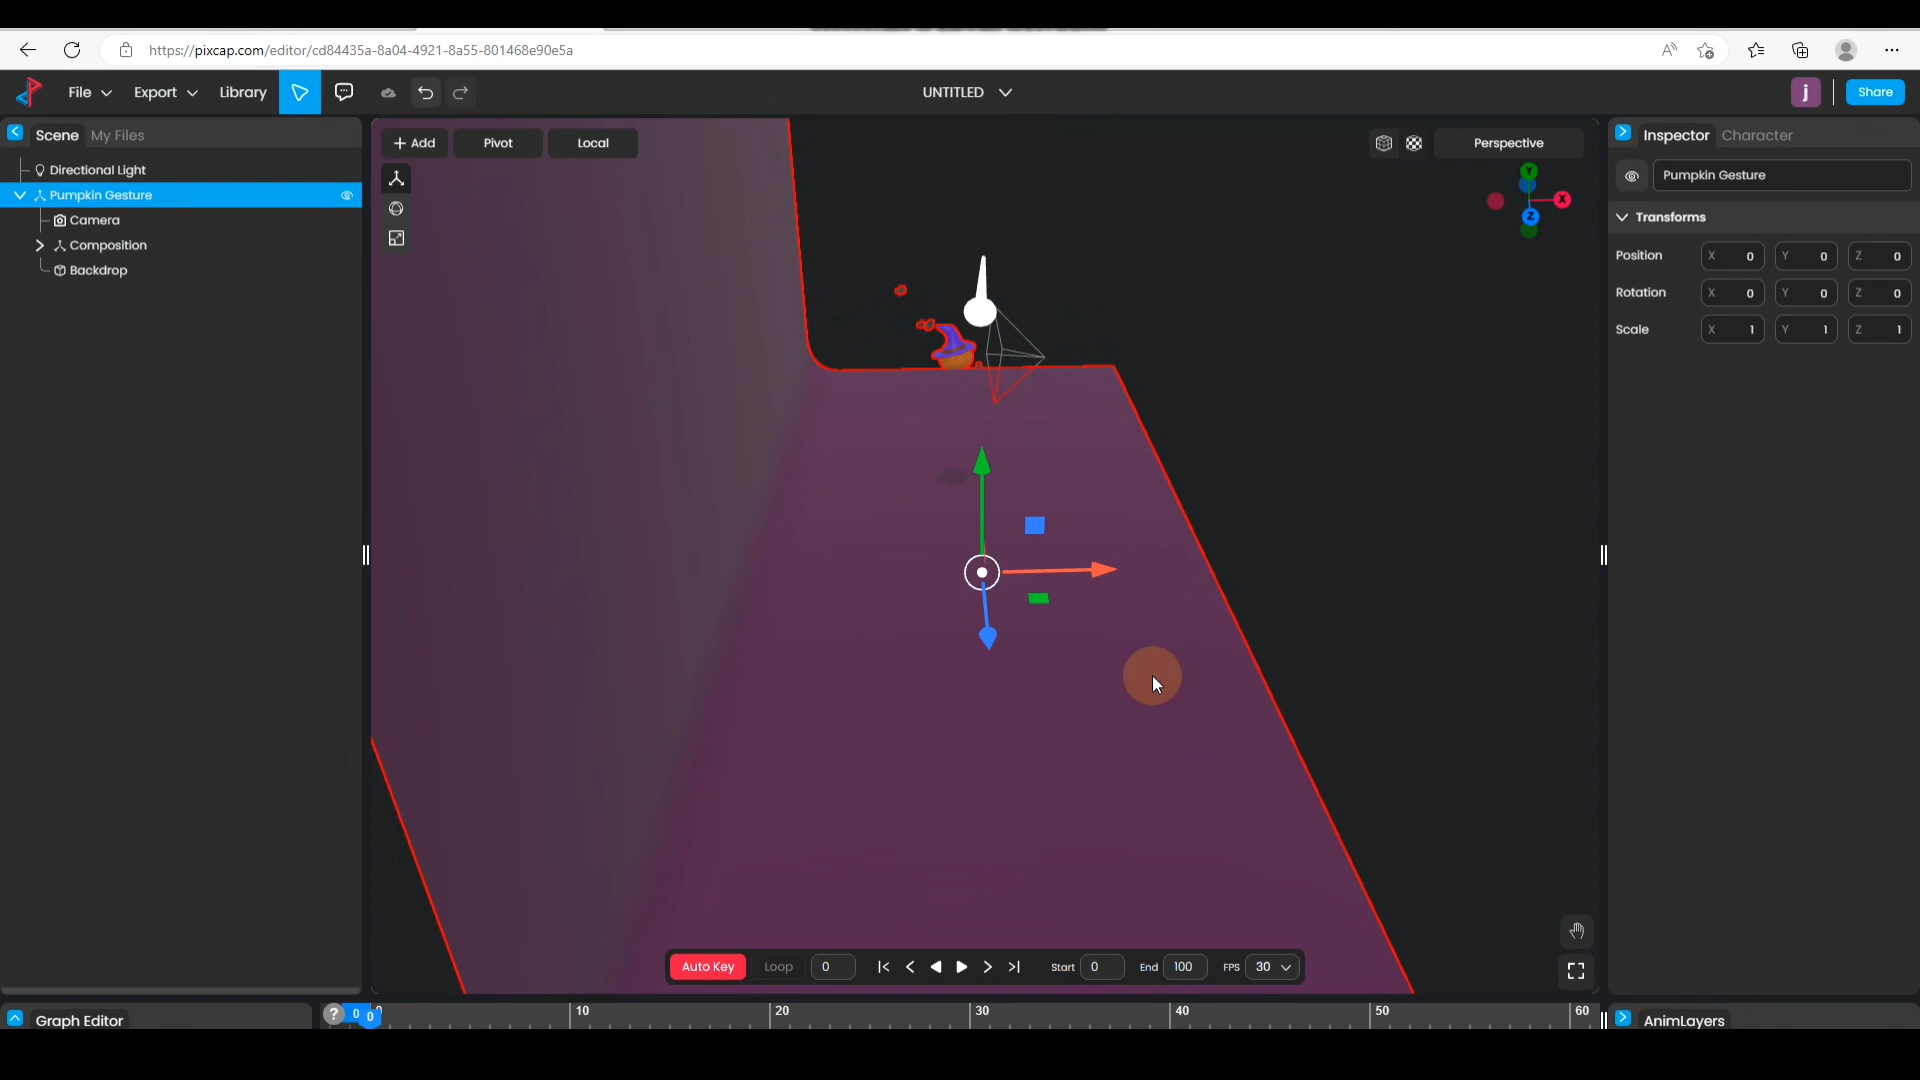 https://pixcap.com/editor/cd84435a-8a04-4921-8a55-801468e90e5a
File Export Library UNTITLED j Share
Scene My Files
+ Add Pivot Local Perspective
Inspector Character
Directional Light
Pumpkin Gesture
Camera
Composition
Backdrop
Y
X
Z
Pumpkin Gesture
Transforms
Position X 0 Y 0 Z 0
Rotation X 0 Y 0 Z 0
Scale X 1 Y 1 Z 1
Auto Key Loop 0 Start 0 End 100 FPS 30
Graph Editor ? 0 0 10 20 30 40 50 60 AnimLayers